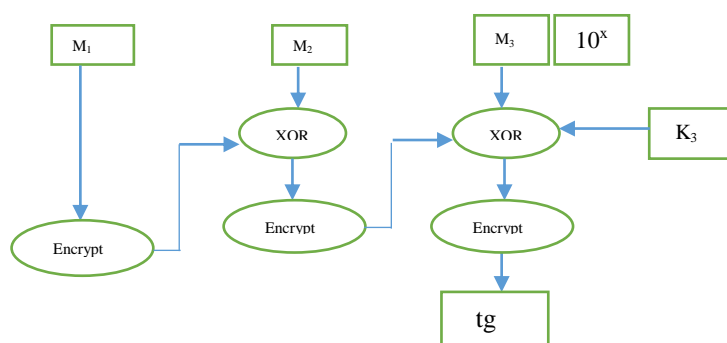 M₁
M₂
M₃
10ˣ
XOR
XOR
K₃
Encrypt
Encrypt
Encrypt
tg